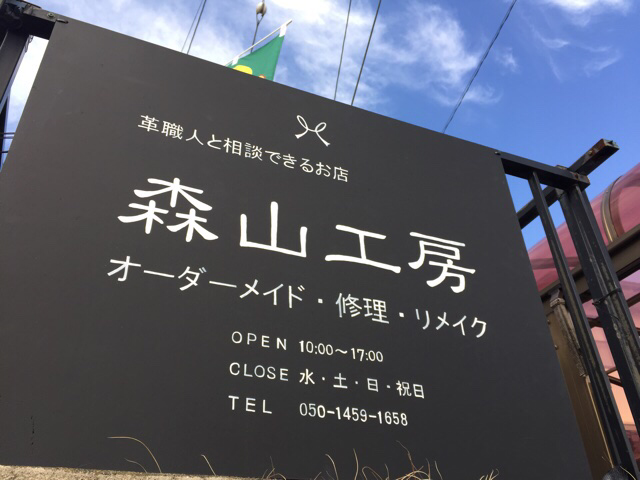 革職人と相談できるお店
森山工房
オーダーメイド・修理・リメイク
OPEN 10:00～17:00
CLOSE 水・土・日・祝日
TEL 050-1459-1658